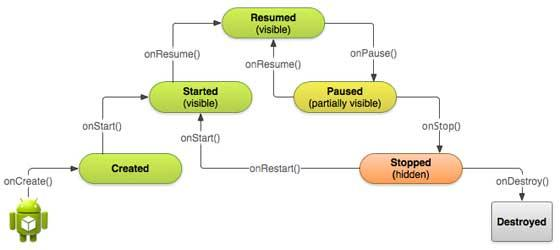 Resumed
(visible)
onResume()
onResume()
onPause()
Started
(visible)
Paused
(partially visible)
onStart()
onStart()
onStop()
Created
onRestart()
Stopped
(hidden)
onCreate()
onDestroy()
Destroyed